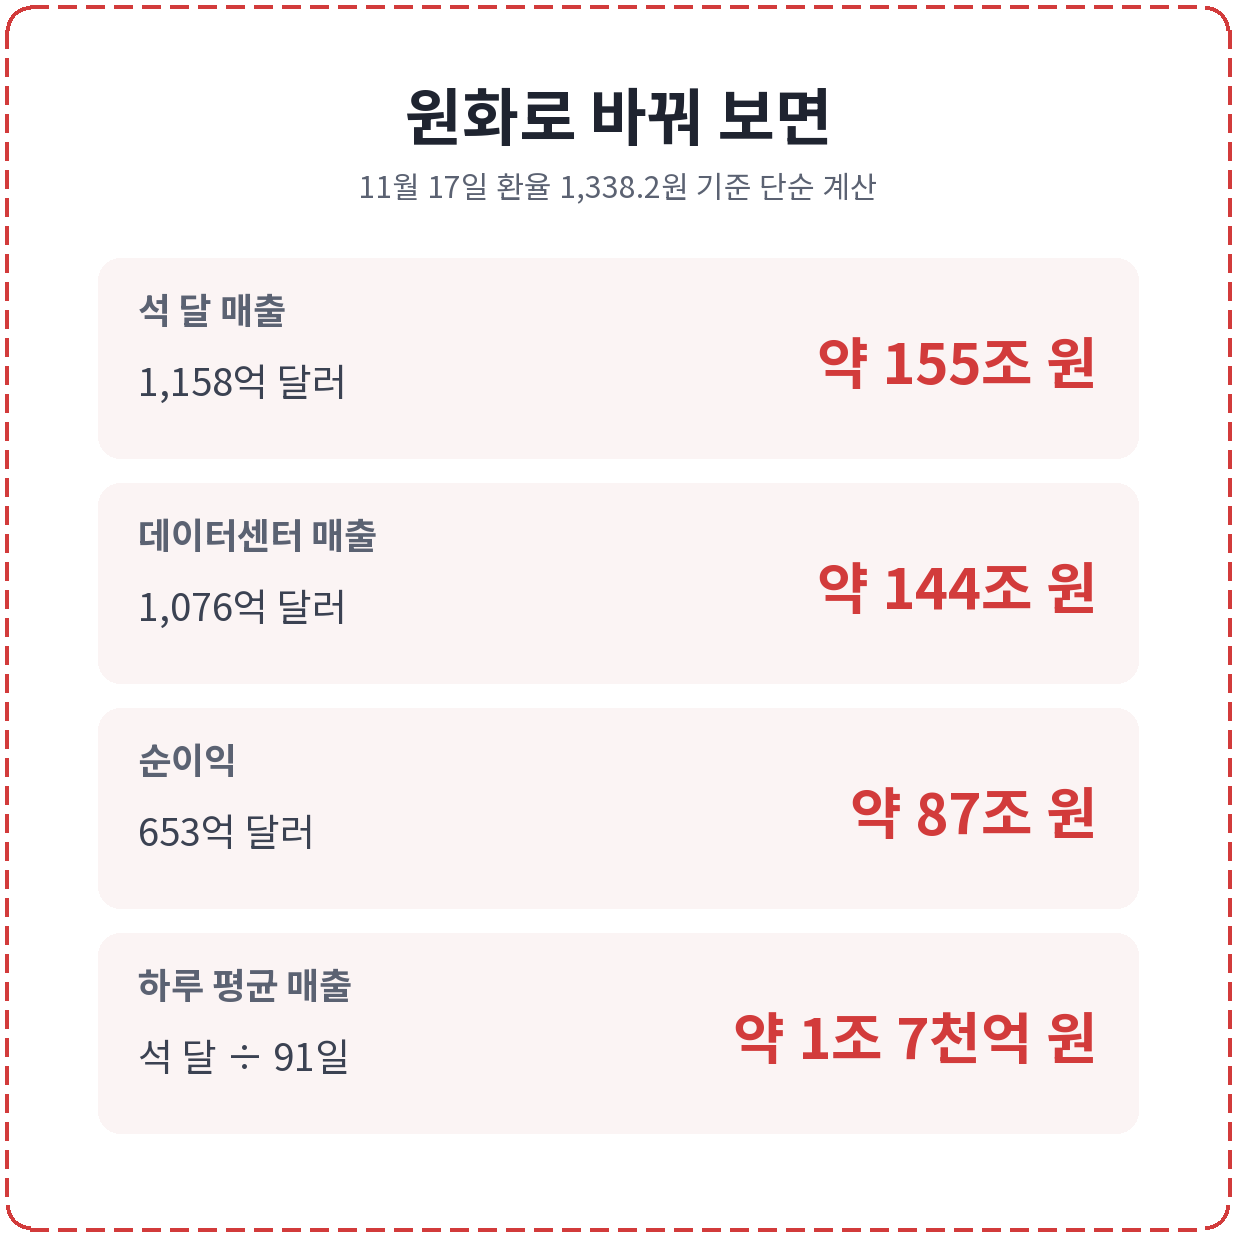 원화로 바꿔 보면
11월 17일 환율 1,338.2원 기준 단순 계산
석 달 매출
1,158억 달러
약 155조 원
데이터센터 매출
1,076억 달러
약 144조 원
순이익
653억 달러
약 87조 원
하루 평균 매출
석 달 ÷ 91일
약 1조 7천억 원